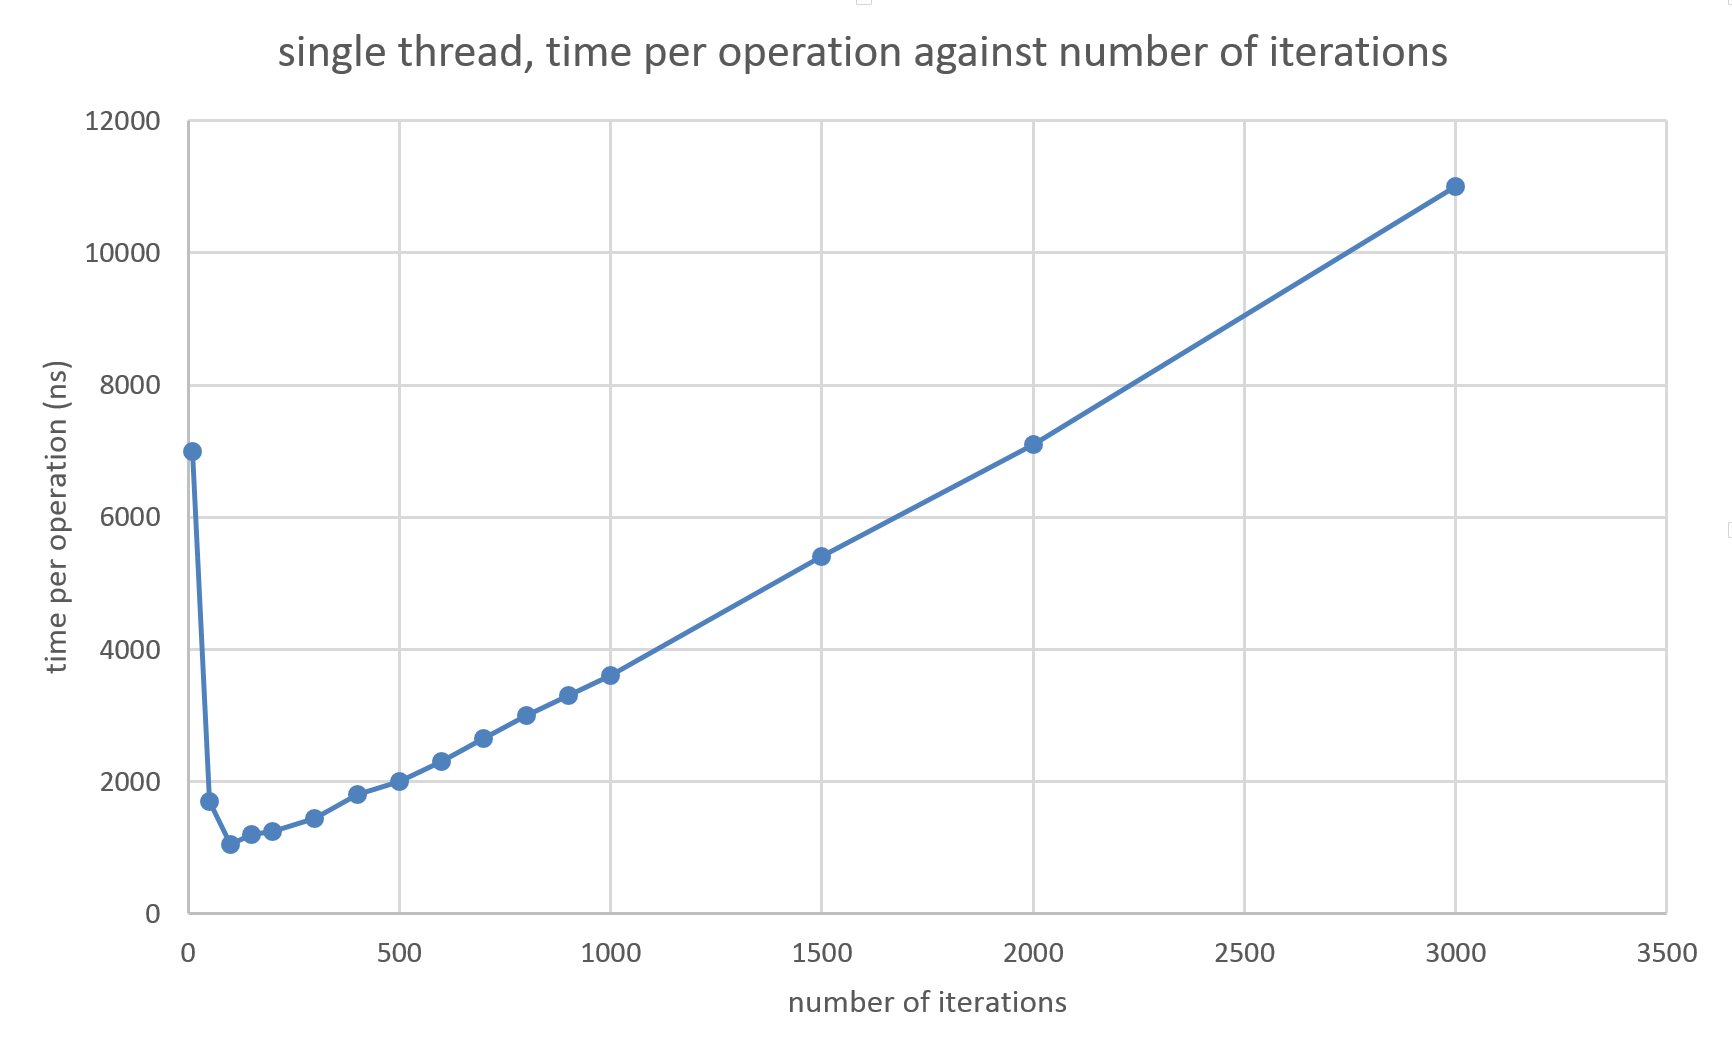 single thread, time per operation against number of iterations
12000
10000
8000
6000
4000
2000
0
time per operation (ns)
0 500 1000 1500 2000 2500 3000 3500
number of iterations